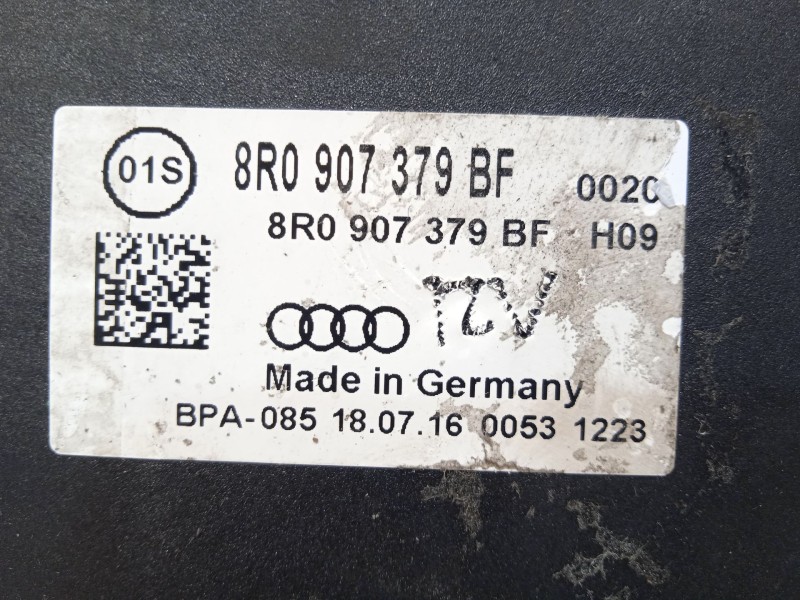 01S
8R0 907 379 BF 0020
8R0 907 379 BF H09
Made in Germany
BPA-085 18.07.16 0053 1223